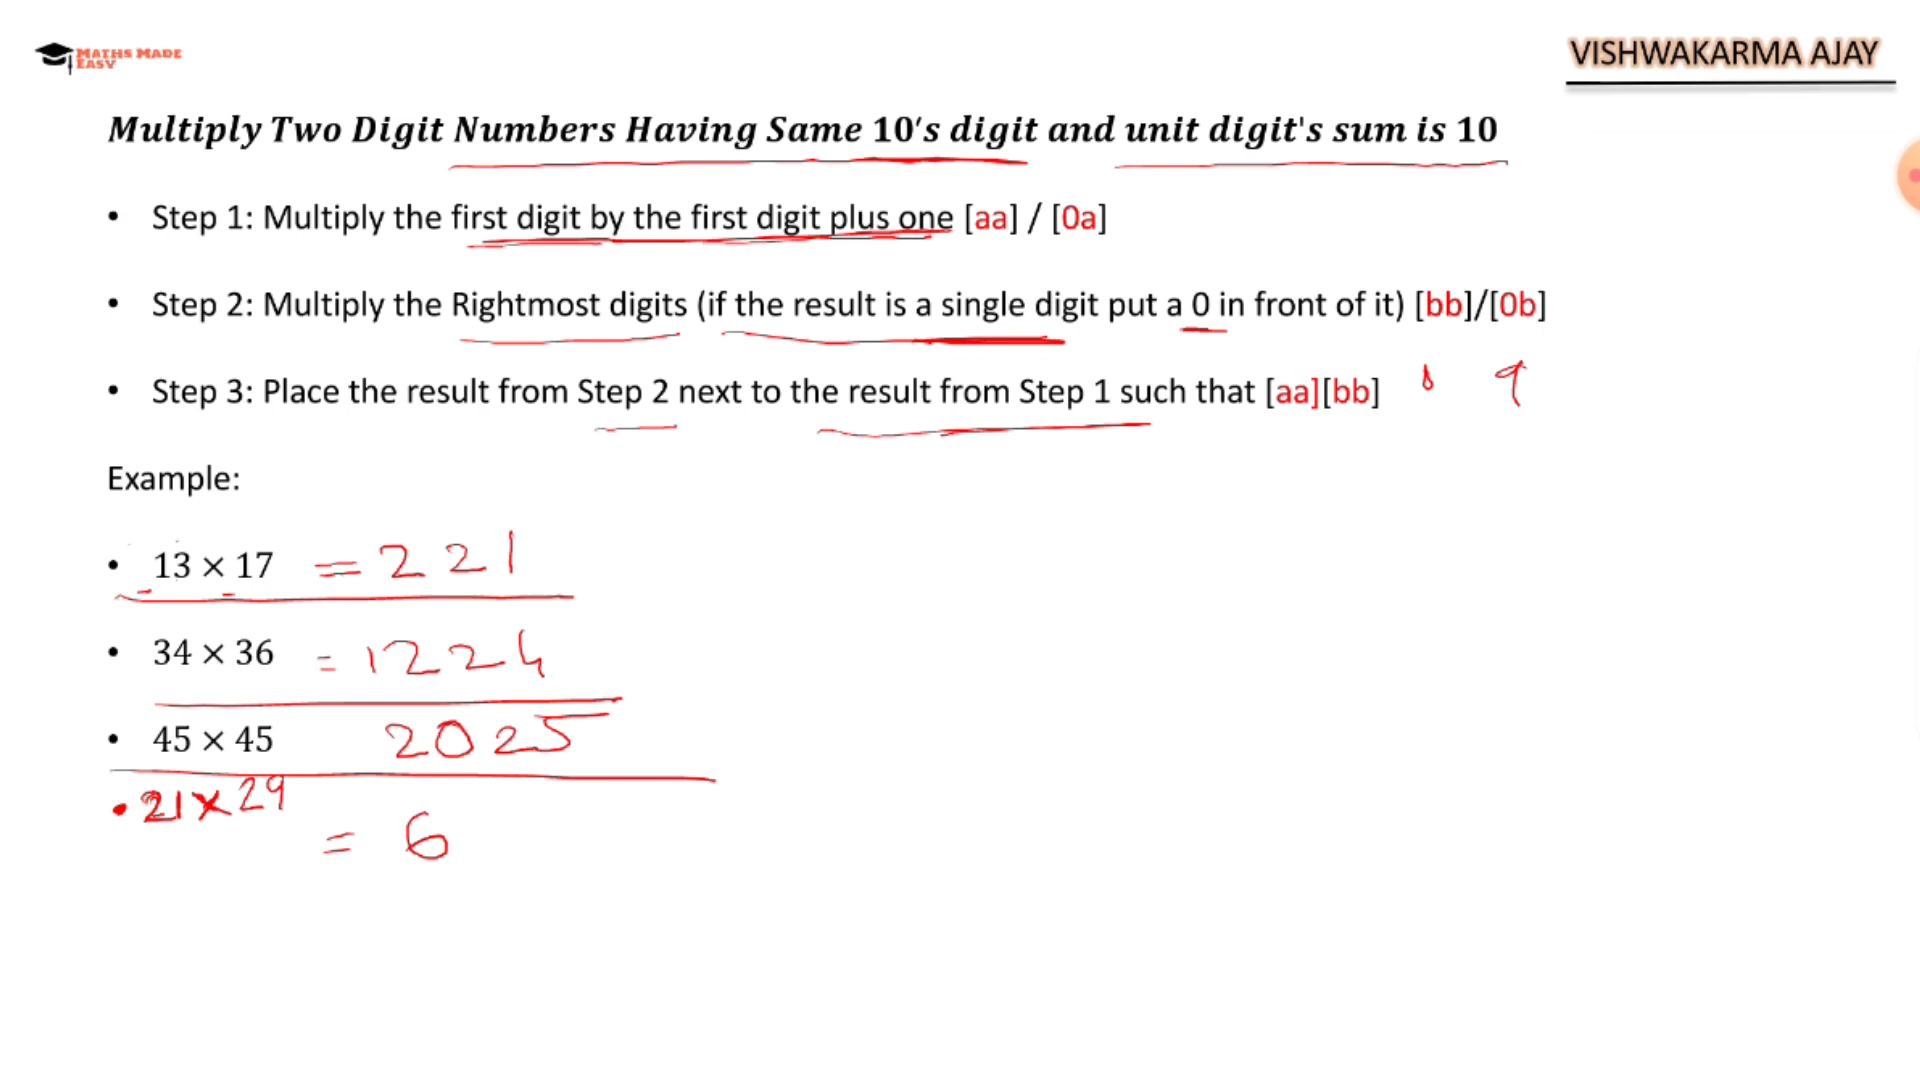 MATHS MADE
EASY
VISHWAKARMA AJAY
Multiply Two Digit Numbers Having Same 10's digit and unit digit's sum is 10
• Step 1: Multiply the first digit by the first digit plus one [aa] / [0a]
• Step 2: Multiply the Rightmost digits (if the result is a single digit put a 0 in front of it) [bb]/[0b]
• Step 3: Place the result from Step 2 next to the result from Step 1 such that [aa][bb] 0 9
Example:
• 13 × 17 = 221
• 34 × 36 = 1224
• 45 × 45 2025
• 21 × 29
= 6